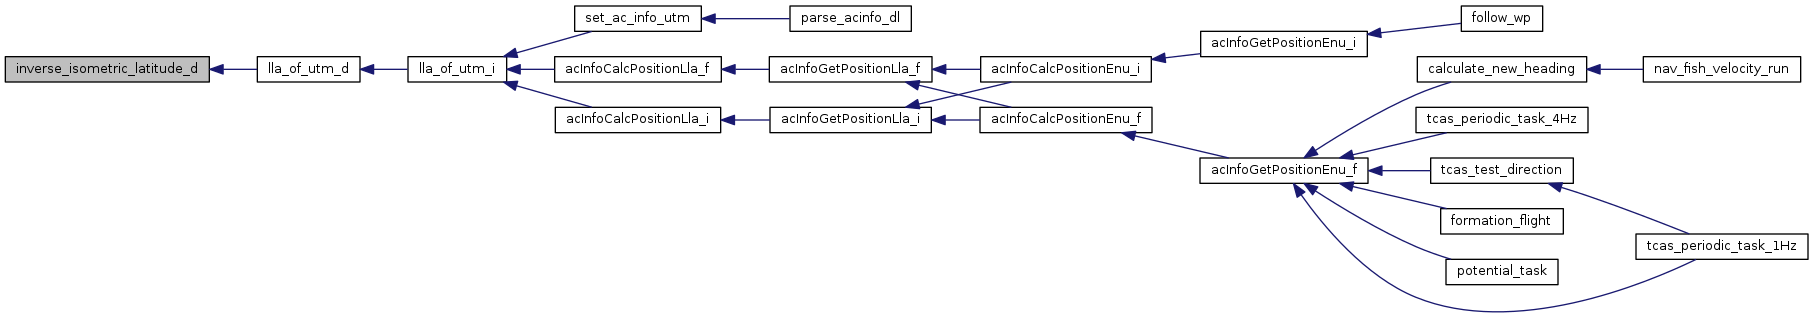 inverse_isometric_latitude_d
lla_of_utm_d
lla_of_utm_i
set_ac_info_utm
parse_acinfo_dl
acInfoCalcPositionLla_f
acInfoGetPositionLla_f
acInfoCalcPositionEnu_i
acInfoGetPositionEnu_i
follow_wp
acInfoCalcPositionLla_i
acInfoGetPositionLla_i
acInfoCalcPositionEnu_f
acInfoGetPositionEnu_f
calculate_new_heading
nav_fish_velocity_run
tcas_periodic_task_4Hz
tcas_test_direction
formation_flight
tcas_periodic_task_1Hz
potential_task